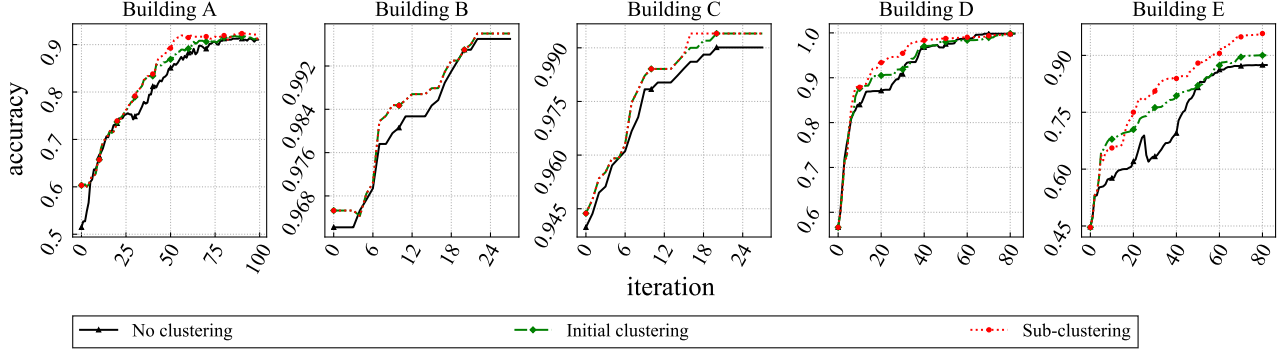 Building A Building B Building C Building D Building E
accuracy
0.9
0.8
0.7
0.6
0.5
0 25 50 75 100
0.992
0.984
0.976
0.968
0 6 12 18 24
0.990
0.975
0.960
0.945
0 6 12 18 24
1.0
0.9
0.8
0.7
0.6
0 20 40 60 80
0.90
0.75
0.60
0.45
0 20 40 60 80
iteration
No clustering Initial clustering Sub-clustering